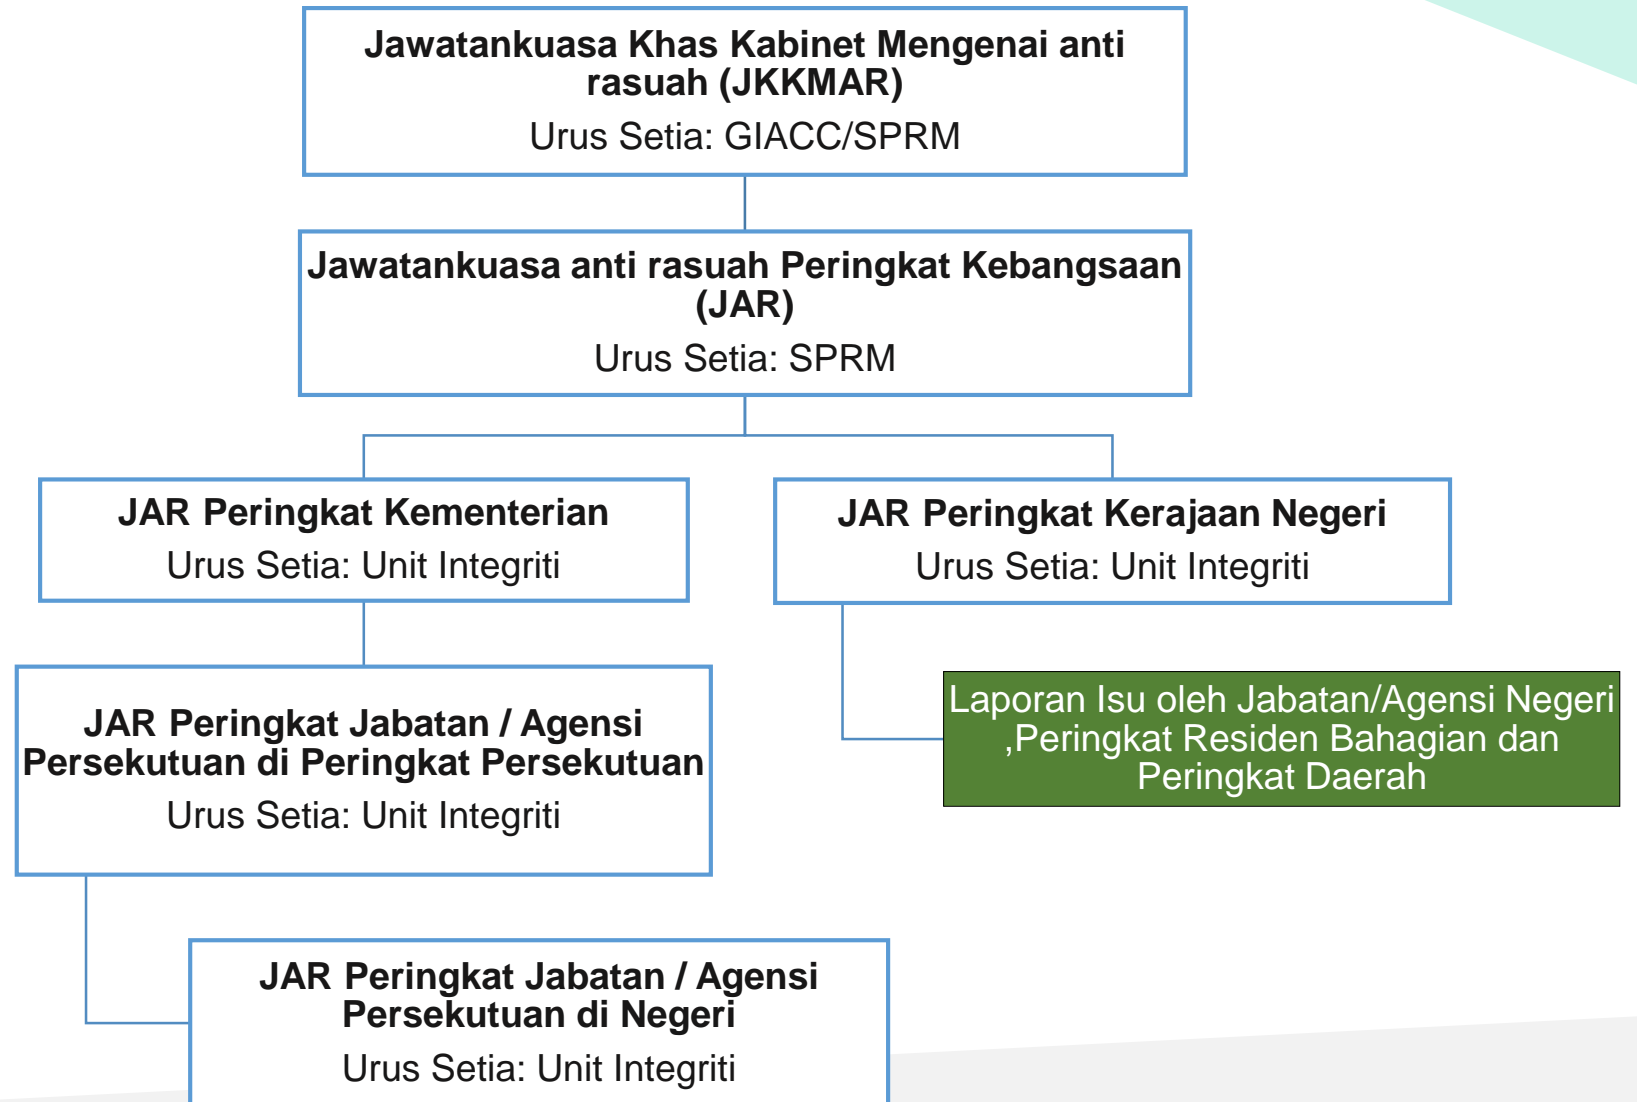 Jawatankuasa Khas Kabinet Mengenai anti
rasuah (JKKMAR)
Urus Setia: GIACC/SPRM
Jawatankuasa anti rasuah Peringkat Kebangsaan
(JAR)
Urus Setia: SPRM
JAR Peringkat Kementerian
Urus Setia: Unit Integriti
JAR Peringkat Kerajaan Negeri
Urus Setia: Unit Integriti
JAR Peringkat Jabatan / Agensi
Persekutuan di Peringkat Persekutuan
Urus Setia: Unit Integriti
Laporan Isu oleh Jabatan/Agensi Negeri
,Peringkat Residen Bahagian dan
Peringkat Daerah
JAR Peringkat Jabatan / Agensi
Persekutuan di Negeri
Urus Setia: Unit Integriti